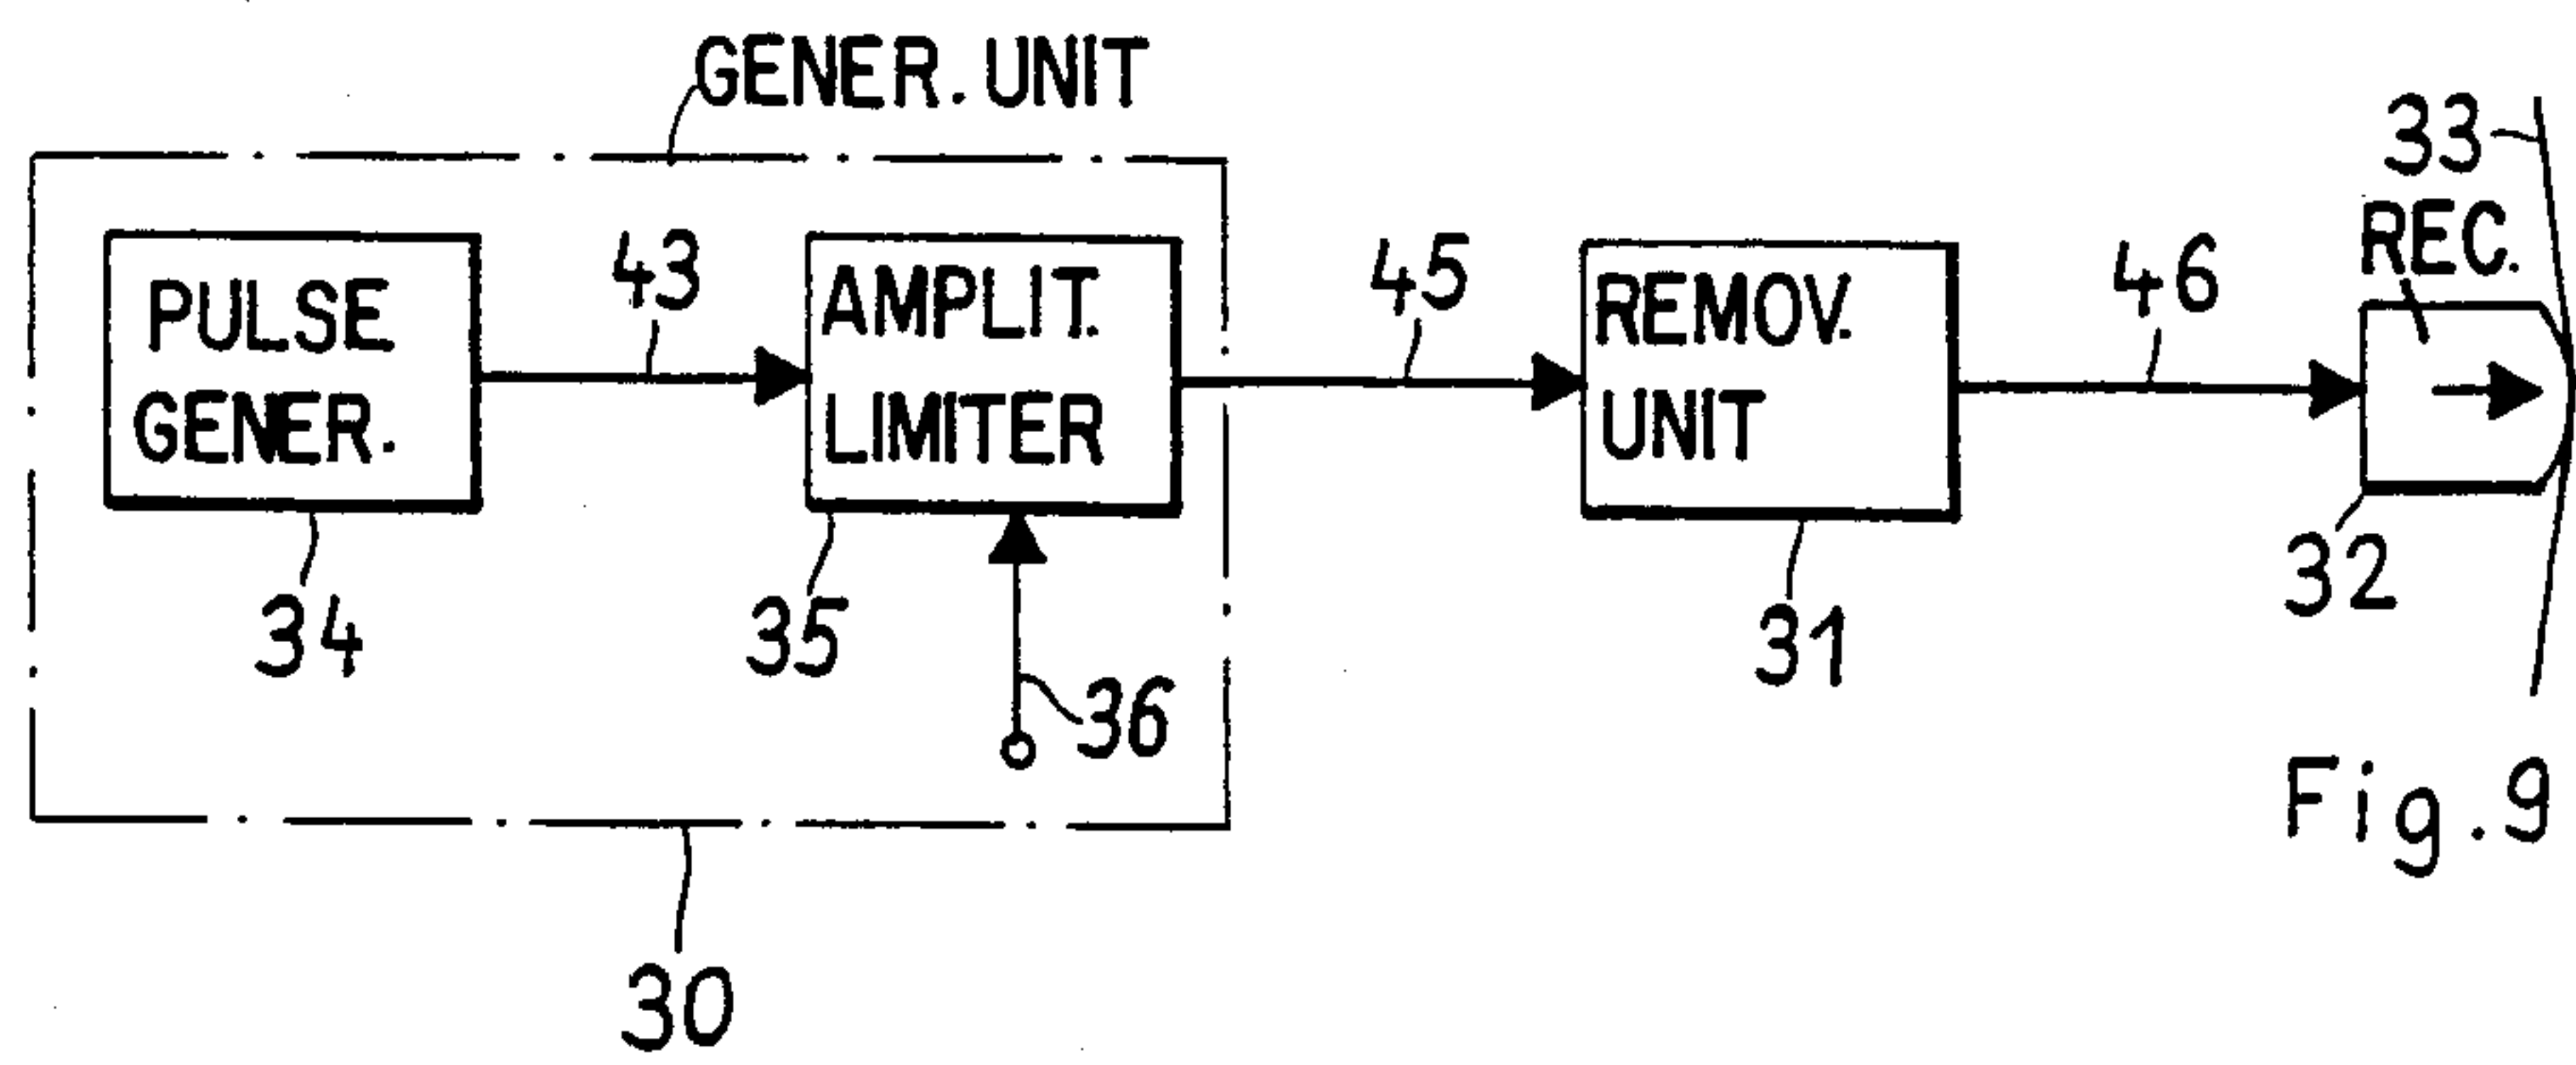 GENER. UNIT
33
REC.
PULSE
GENER.
43
AMPLIT.
LIMITER
45
REMOV.
UNIT
46
34
35
36
31
32
30
Fig. 9